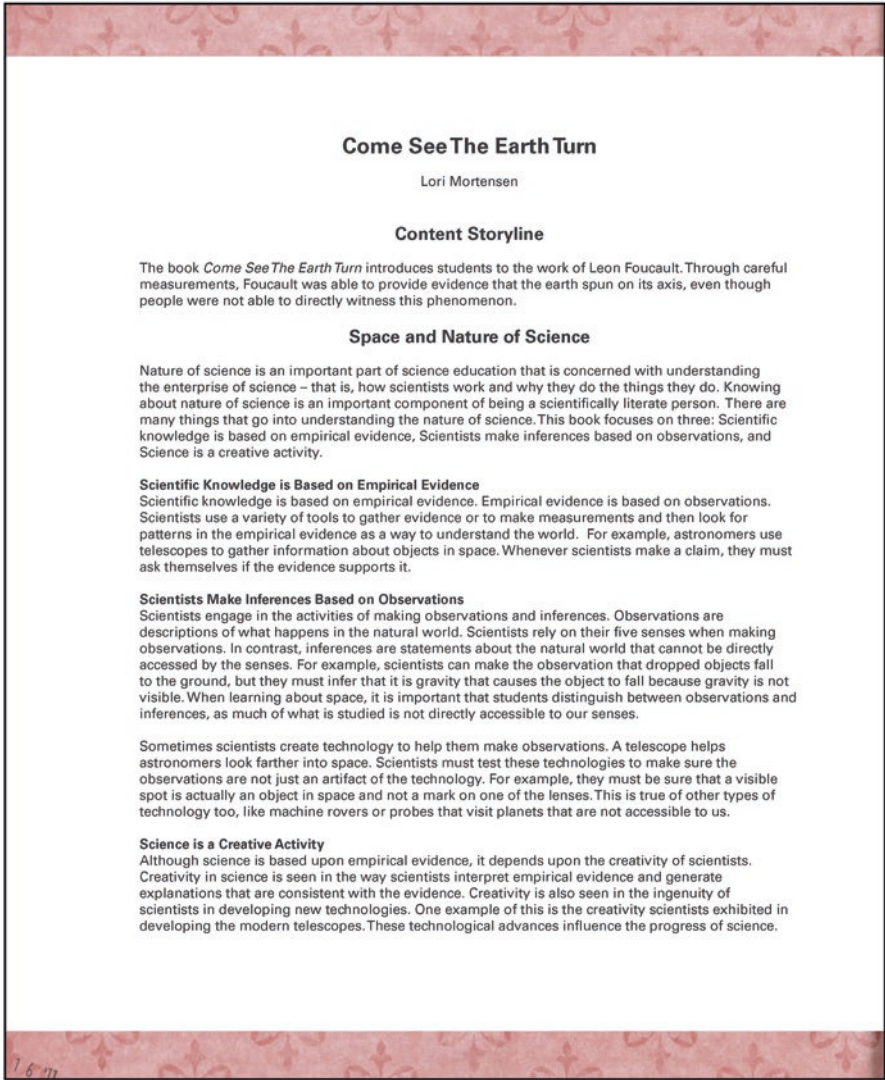 Come See The Earth Turn
Lori Mortensen
Content Storyline
The book Come See The Earth Turn introduces students to the work of Leon Foucault. Through careful
measurements, Foucault was able to provide evidence that the earth spun on its axis, even though
people were not able to directly witness this phenomenon.
Space and Nature of Science
Nature of science is an important part of science education that is concerned with understanding
the enterprise of science – that is, how scientists work and why they do the things they do. Knowing
about nature of science is an important component of being a scientifically literate person. There are
many things that go into understanding the nature of science. This book focuses on three: Scientific
knowledge is based on empirical evidence, Scientists make inferences based on observations, and
Science is a creative activity.
Scientific Knowledge is Based on Empirical Evidence
Scientific knowledge is based on empirical evidence. Empirical evidence is based on observations.
Scientists use a variety of tools to gather evidence or to make measurements and then look for
patterns in the empirical evidence as a way to understand the world. For example, astronomers use
telescopes to gather information about objects in space. Whenever scientists make a claim, they must
ask themselves if the evidence supports it.
Scientists Make Inferences Based on Observations
Scientists engage in the activities of making observations and inferences. Observations are
descriptions of what happens in the natural world. Scientists rely on their five senses when making
observations. In contrast, inferences are statements about the natural world that cannot be directly
accessed by the senses. For example, scientists can make the observation that dropped objects fall
to the ground, but they must infer that it is gravity that causes the object to fall because gravity is not
visible. When learning about space, it is important that students distinguish between observations and
inferences, as much of what is studied is not directly accessible to our senses.
Sometimes scientists create technology to help them make observations. A telescope helps
astronomers look farther into space. Scientists must test these technologies to make sure the
observations are not just an artifact of the technology. For example, they must be sure that a visible
spot is actually an object in space and not a mark on one of the lenses. This is true of other types of
technology too, like machine rovers or probes that visit planets that are not accessible to us.
Science is a Creative Activity
Although science is based upon empirical evidence, it depends upon the creativity of scientists.
Creativity in science is seen in the way scientists interpret empirical evidence and generate
explanations that are consistent with the evidence. Creativity is also seen in the ingenuity of
scientists in developing new technologies. One example of this is the creativity scientists exhibited in
developing the modern telescopes. These technological advances influence the progress of science.